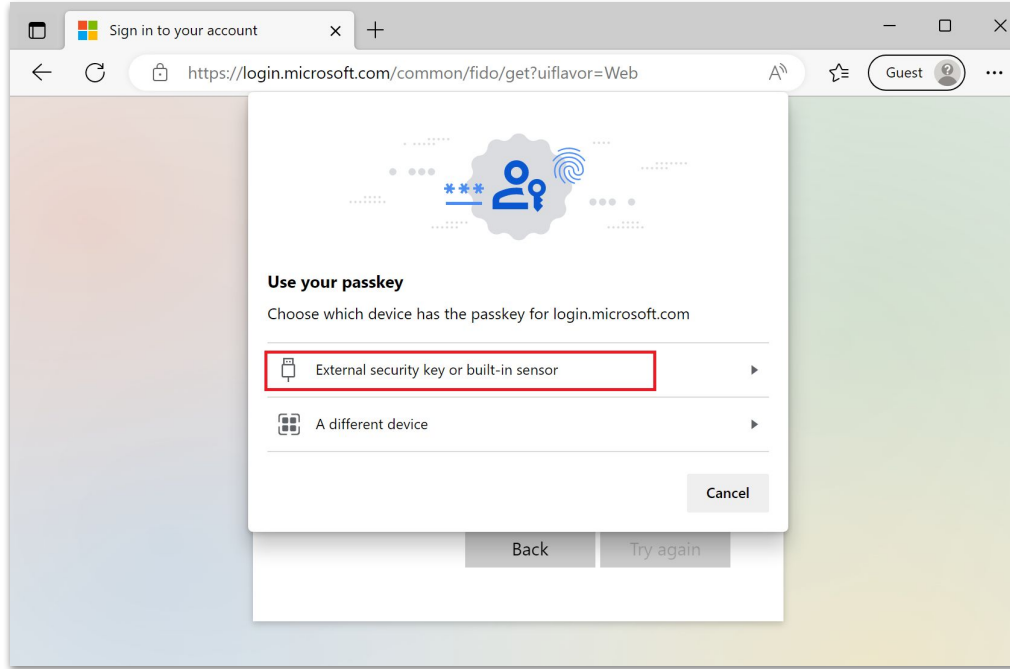 Sign in to your account
https://login.microsoft.com/common/fido/get?uiflavor=Web
A
Guest
***
Use your passkey
Choose which device has the passkey for login.microsoft.com
External security key or built-in sensor
A different device
Cancel
Back
Try again